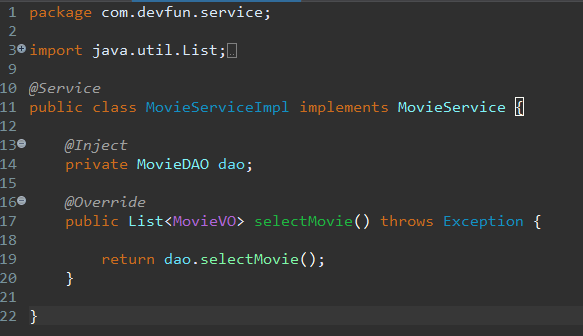 1 package com.devfun.service;
2
3 import java.util.List;
9
10 @Service
11 public class MovieServiceImpl implements MovieService {
12
13     @Inject
14     private MovieDAO dao;
15
16     @Override
17     public List<MovieVO> selectMovie() throws Exception {
18
19         return dao.selectMovie();
20     }
21
22 }